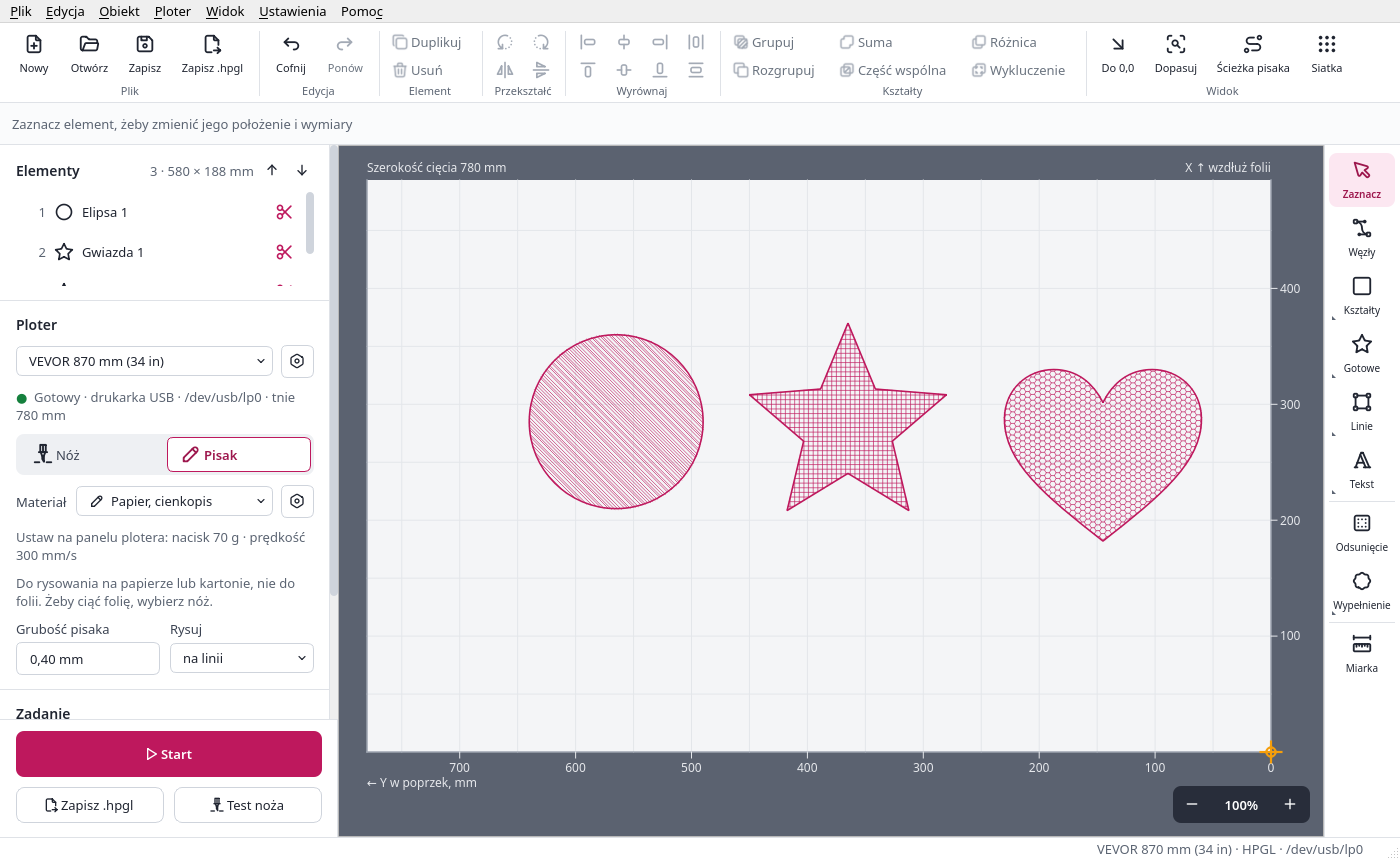 Plik Edycja Obiekt Ploter Widok Ustawienia Pomoc
Nowy Otwórz Zapisz Zapisz .hpgl
Plik
Cofnij Ponów
Edycja
Duplikuj
Usuń
Element
Przekształć
Wyrównaj
Grupuj Suma Różnica
Rozgrupuj Część wspólna Wykluczenie
Kształty
Do 0,0 Dopasuj Ścieżka pisaka Siatka
Widok
Zaznacz element, żeby zmienić jego położenie i wymiary
Elementy 3 · 580 × 188 mm
1 Elipsa 1
2 Gwiazda 1
Ploter
VEVOR 870 mm (34 in)
Gotowy · drukarka USB · /dev/usb/lp0 · tnie
780 mm
Nóż Pisak
Materiał Papier, cienkopis
Ustaw na panelu plotera: nacisk 70 g · prędkość
300 mm/s
Do rysowania na papierze lub kartonie, nie do
folii. Żeby ciąć folię, wybierz nóż.
Grubość pisaka Rysuj
0,40 mm na linii
Zadanie
Start
Zapisz .hpgl Test noża
Szerokość cięcia 780 mm X ↑ wzdłuż folii
400
300
200
100
700 600 500 400 300 200 100 0
← Y w poprzek, mm
− 100% +
Zaznacz
Węzły
Kształty
Gotowe
Linie
Tekst
Odsunięcie
Wypełnienie
Miarka
VEVOR 870 mm (34 in) · HPGL · /dev/usb/lp0